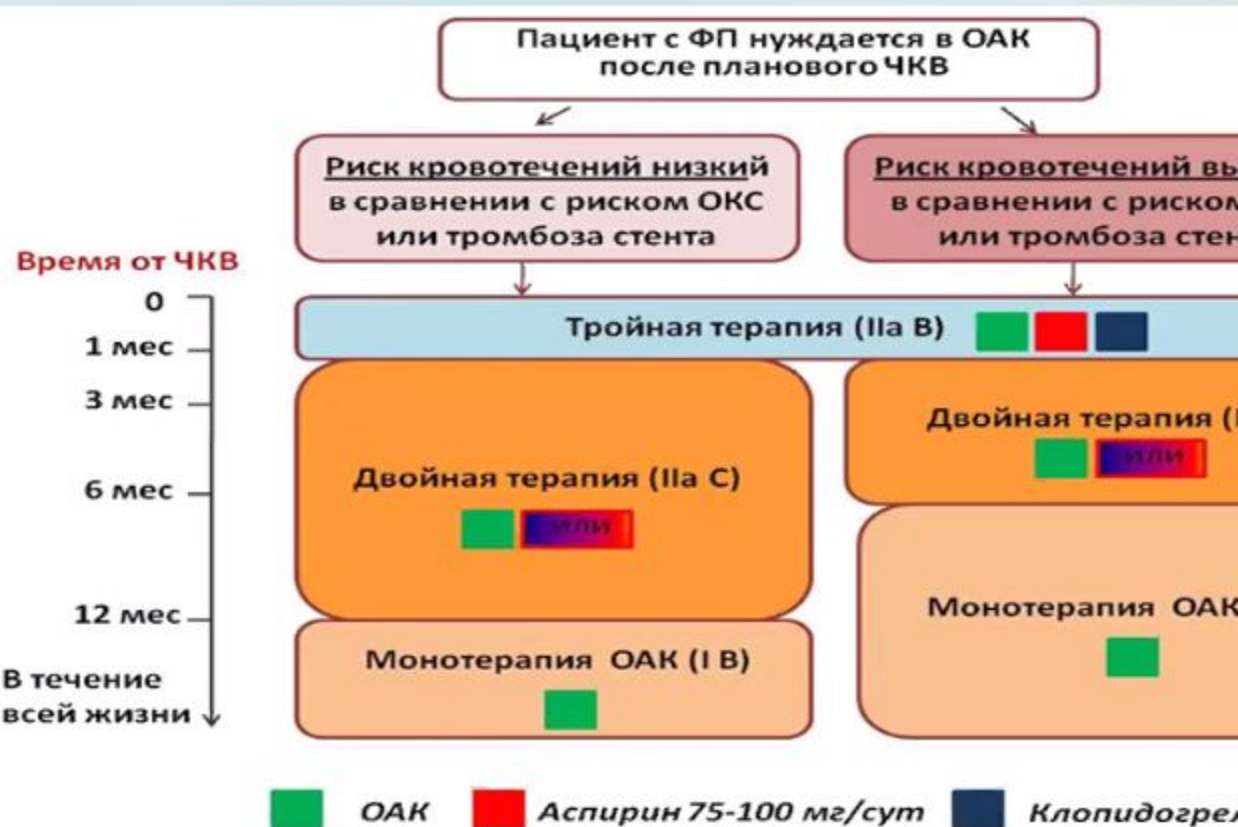 Пациент с ФП нуждается в ОАК
после планового ЧКВ
Риск кровотечений низкий
в сравнении с риском ОКС
или тромбоза стента
Риск кровотечений
в сравнении с риском
или тромбоза
Время от ЧКВ
0
1 мес
3 мес
6 мес
12 мес
В течение
всей жизни
Тройная терапия (IIa B)
Двойная терапия (IIa C)
или
Монотерапия ОАК (I B)
Двойная терапия
или
Монотерапия ОАК
ОАК
Аспирин 75-100 мг/сут